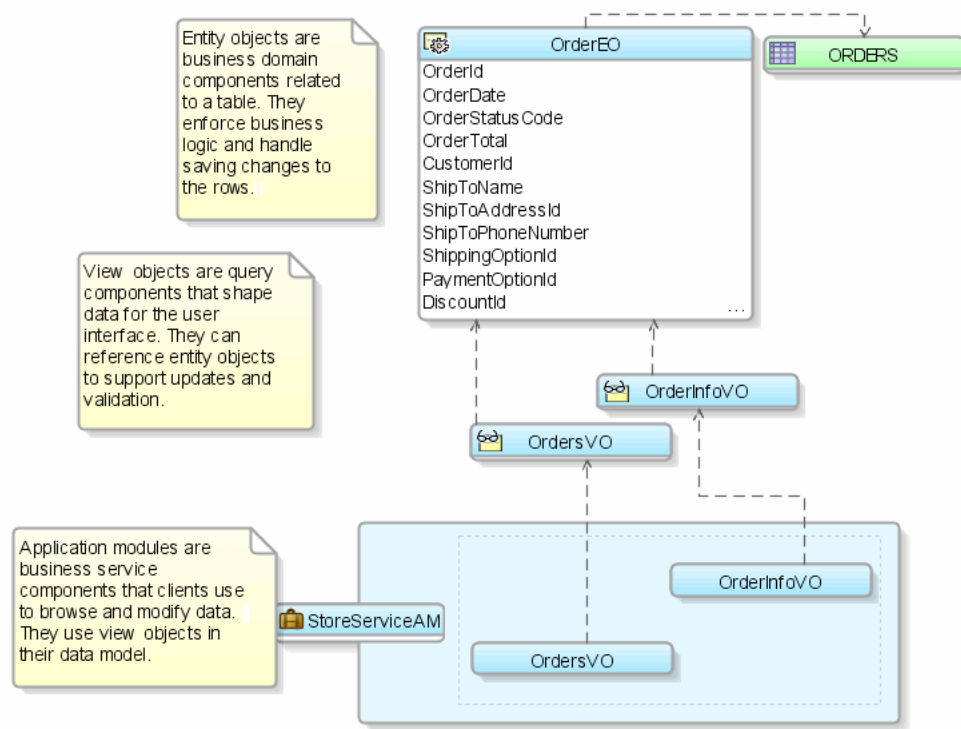 Entity objects are
business domain
components related
to a table. They
enforce business
logic and handle
saving changes to
the rows.
OrderEO
OrderId
OrderDate
OrderStatusCode
OrderTotal
CustomerId
ShipToName
ShipToAddressId
ShipToPhoneNumber
ShippingOptionId
PaymentOptionId
DiscountId
...
ORDERS
View objects are query
components that shape
data for the user
interface. They can
reference entity objects
to support updates and
validation.
OrderInfoVO
OrdersVO
Application modules are
business service
components that clients use
to browse and modify data.
They use view objects in
their data model.
StoreServiceAM
OrderInfoVO
OrdersVO